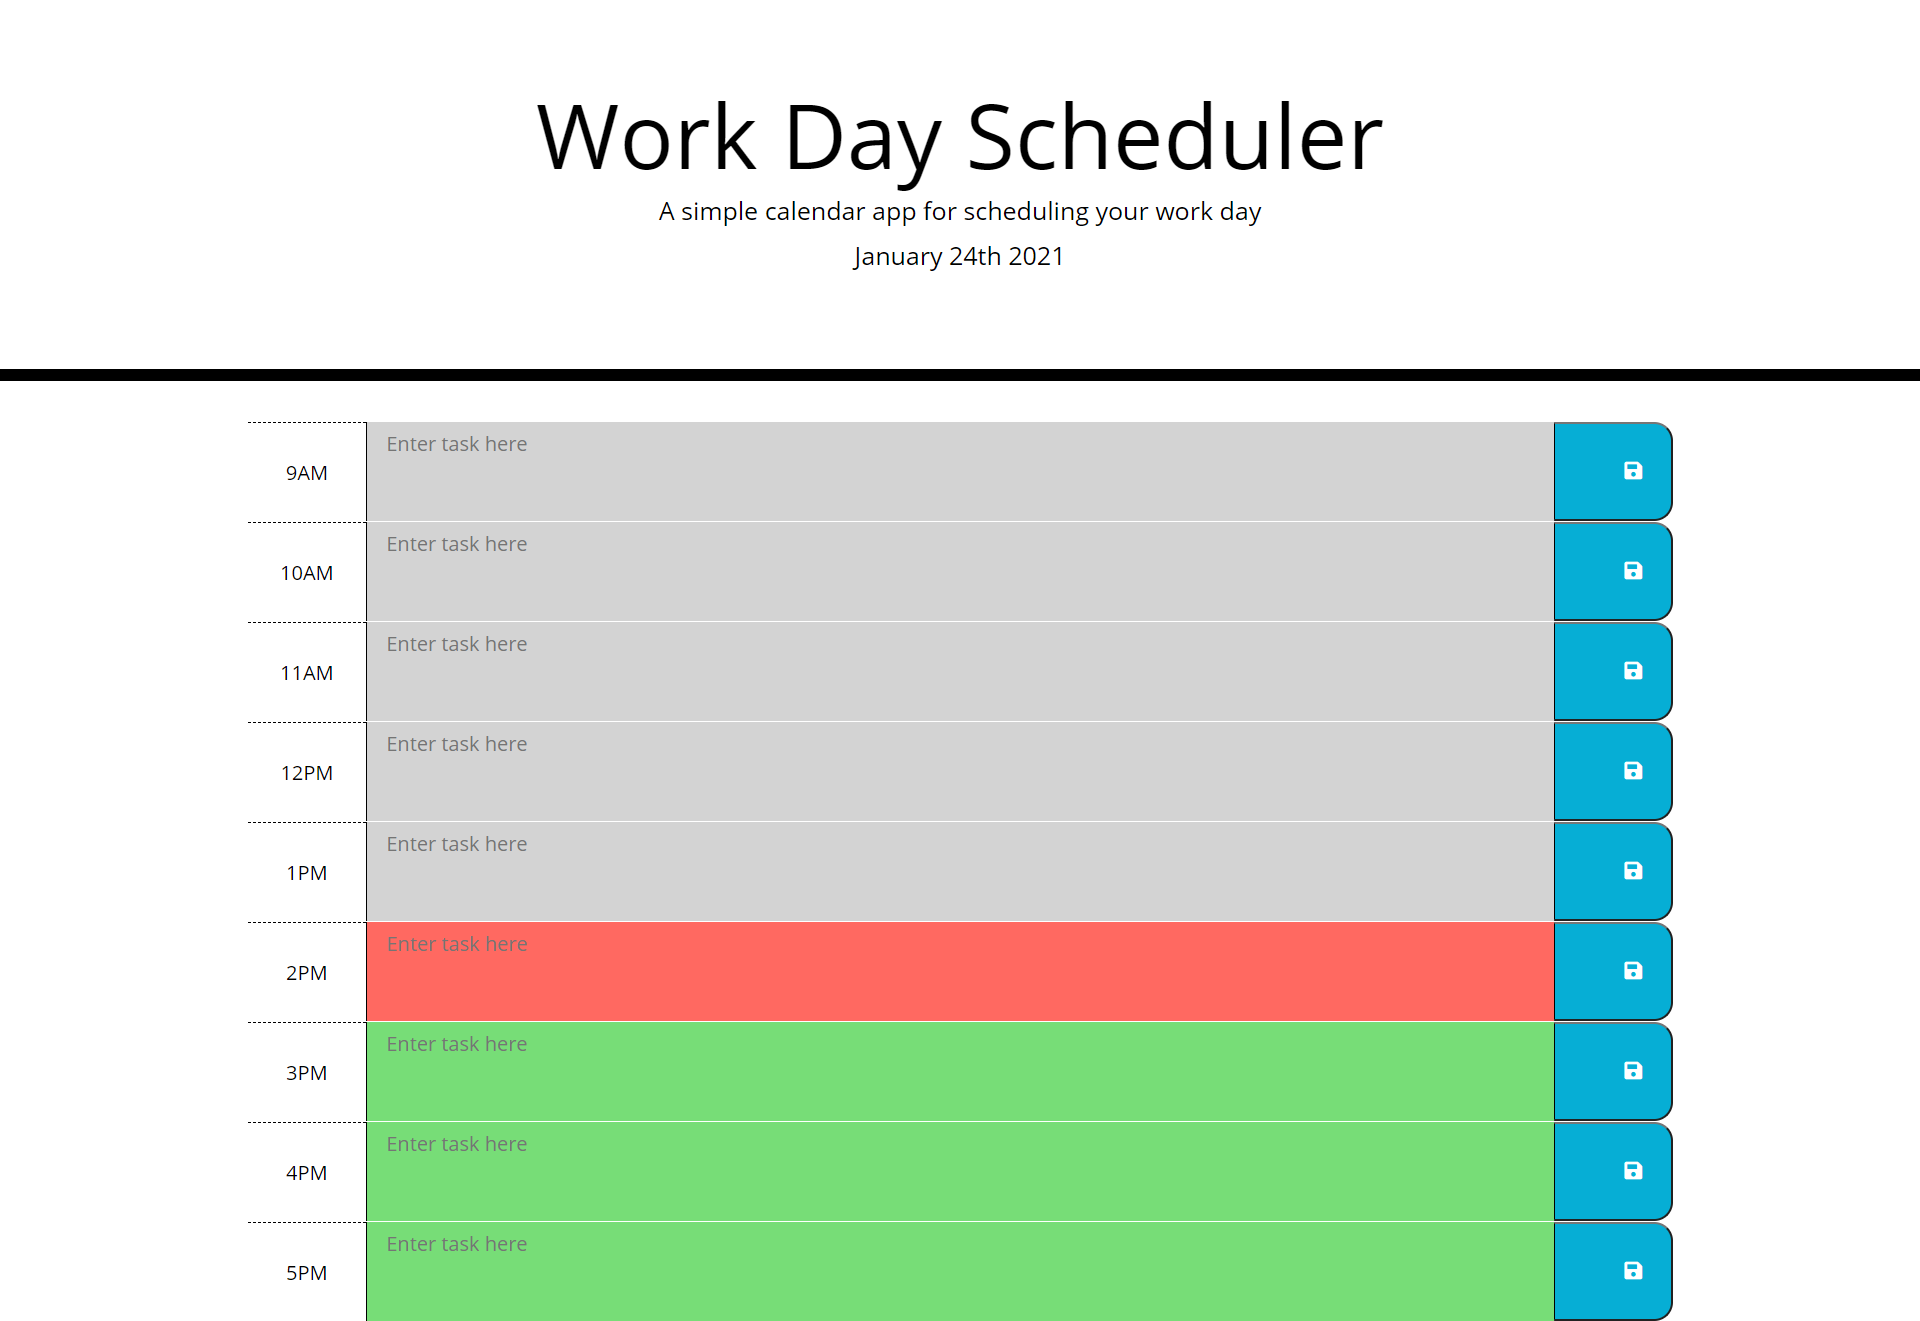 Work Day Scheduler
A simple calendar app for scheduling your work day
January 24th 2021
Enter task here
9AM
Enter task here
10AM
Enter task here
11AM
Enter task here
12PM
Enter task here
1PM
Enter task here
2PM
Enter task here
3PM
Enter task here
4PM
Enter task here
5PM